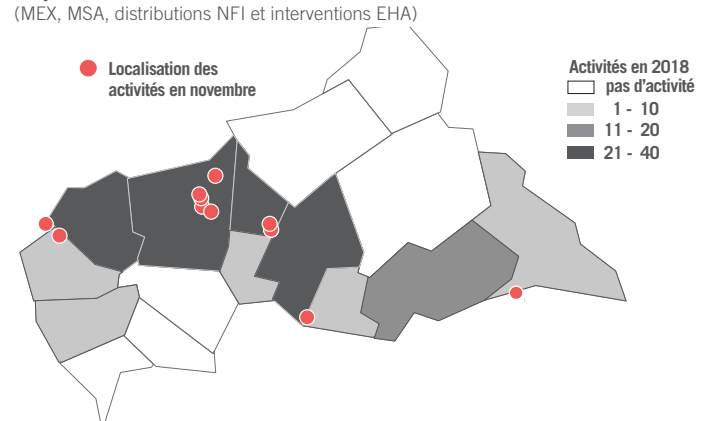 (MEX, MSA, distributions NFI et interventions EHA)
Localisation des
activités en novembre
Activités en 2018
pas d'activité
1 - 10
11 - 20
21 - 40